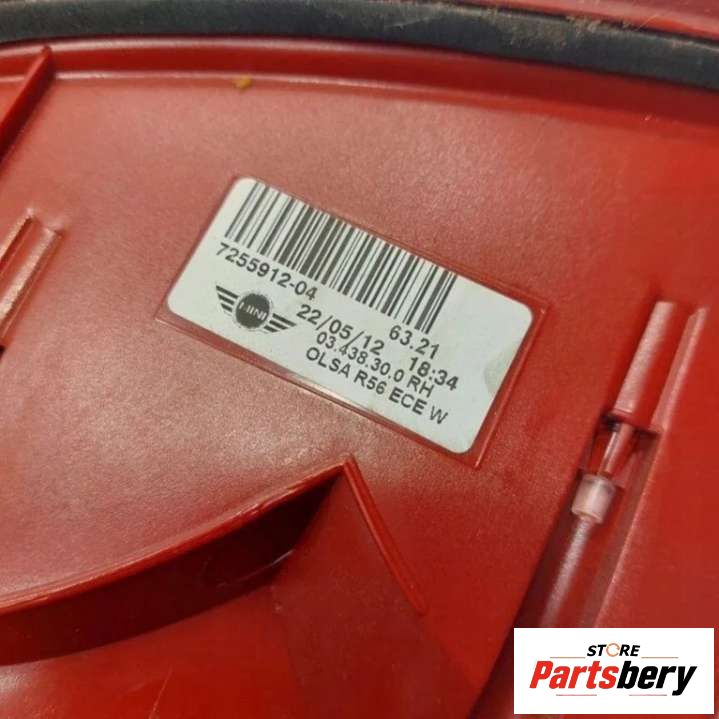 7255912-04
MINI
22/05/12 63.21
03.438.30.0 RH 18:34
OLSA R56 ECE W
STORE
Partsbery